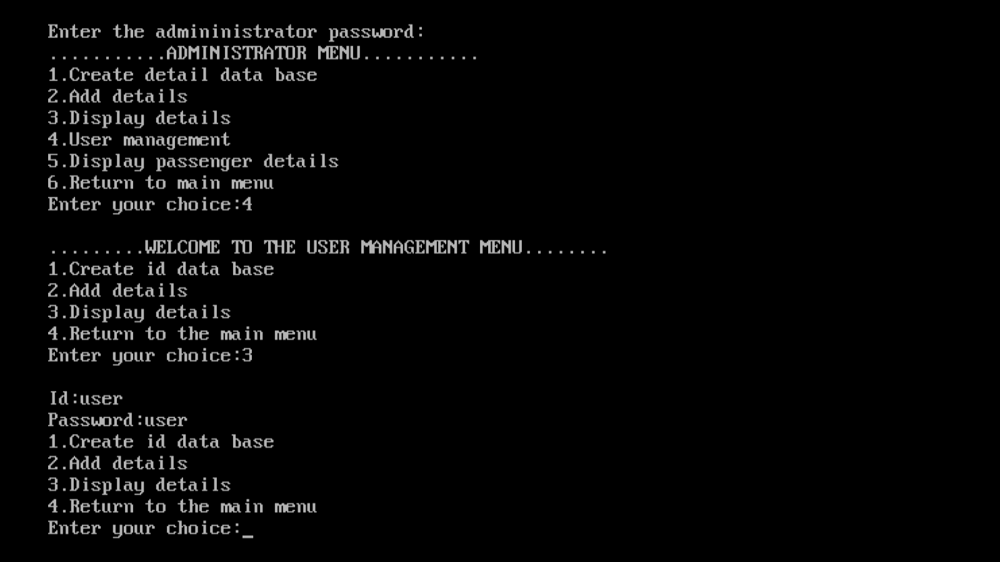 Enter the admininistrator password:
...........ADMINISTRATOR MENU...........
1.Create detail data base
2.Add details
3.Display details
4.User management
5.Display passenger details
6.Return to main menu
Enter your choice:4
.........WELCOME TO THE USER MANAGEMENT MENU........
1.Create id data base
2.Add details
3.Display details
4.Return to the main menu
Enter your choice:3
Id:user
Password:user
1.Create id data base
2.Add details
3.Display details
4.Return to the main menu
Enter your choice:_